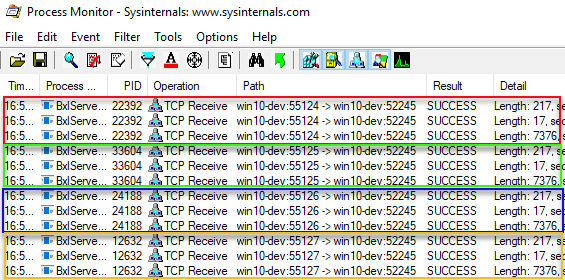 Process Monitor - Sysinternals: www.sysinternals.com
File Edit Event Filter Tools Options Help
Tim... Process ... PID Operation Path Result Detail
16:5... BxlServe... 22392 TCP Receive win10-dev:55124 -> win10-dev:52245 SUCCESS Length: 217, sec
16:5... BxlServe... 22392 TCP Receive win10-dev:55124 -> win10-dev:52245 SUCCESS Length: 17, seq
16:5... BxlServe... 22392 TCP Receive win10-dev:55124 -> win10-dev:52245 SUCCESS Length: 7376,
16:5... BxlServe... 33604 TCP Receive win10-dev:55125 -> win10-dev:52245 SUCCESS Length: 217,
16:5... BxlServe... 33604 TCP Receive win10-dev:55125 -> win10-dev:52245 SUCCESS Length: 17, seq
16:5... BxlServe... 33604 TCP Receive win10-dev:55125 -> win10-dev:52245 SUCCESS Length: 7376,
16:5... BxlServe... 24188 TCP Receive win10-dev:55126 -> win10-dev:52245 SUCCESS Length: 217,
16:5... BxlServe... 24188 TCP Receive win10-dev:55126 -> win10-dev:52245 SUCCESS Length: 17,
16:5... BxlServe... 24188 TCP Receive win10-dev:55126 -> win10-dev:52245 SUCCESS Length: 7376,
16:5... BxlServe... 12632 TCP Receive win10-dev:55127 -> win10-dev:52245 SUCCESS Length: 217,
16:5... BxlServe... 12632 TCP Receive win10-dev:55127 -> win10-dev:52245 SUCCESS Length: 17,
16:5... BxlServe... 12632 TCP Receive win10-dev:55127 -> win10-dev:52245 SUCCESS Length: 7376,